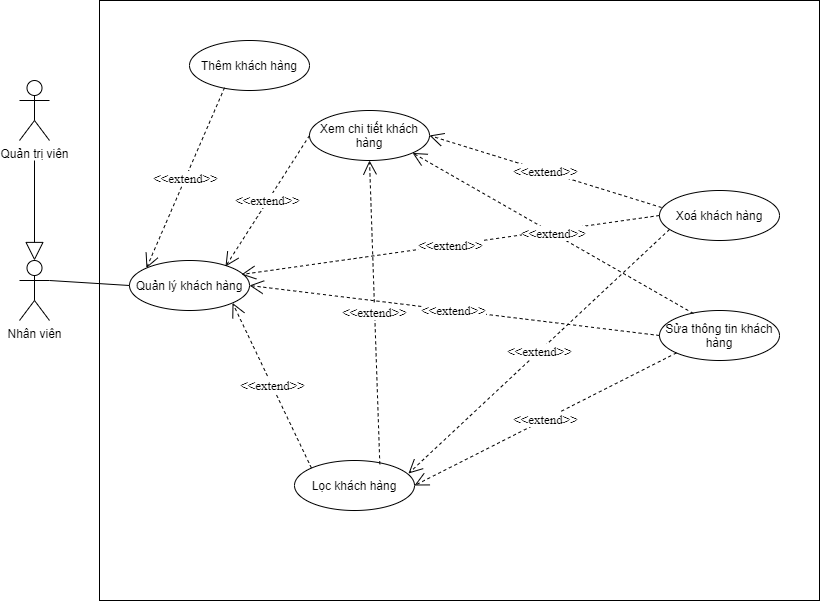 Thêm khách hàng
Xem chi tiết khách
hàng
Quản trị viên
<<extend>>
<<extend>>
<<extend>>
Xoá khách hàng
<<extend>>
<<extend>>
Quản lý khách hàng
<<extend>>
<<extend>>
Nhân viên
Sửa thông tin khách
hàng
<<extend>>
<<extend>>
<<extend>>
Lọc khách hàng